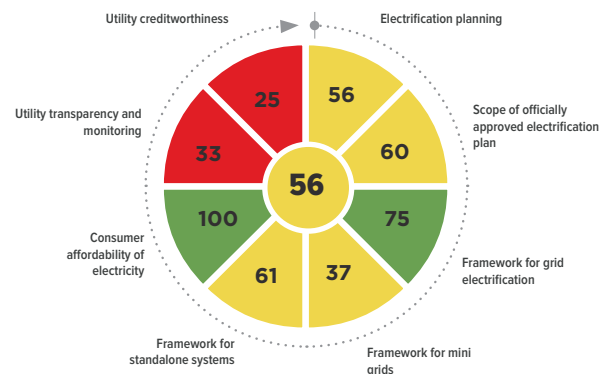 Utility creditworthiness
Electrification planning
25
56
Utility transparency and
monitoring
Scope of officially
approved electrification
plan
33
60
56
100
75
Consumer
affordability of
electricity
Framework for grid
electrification
61
37
Framework for
standalone systems
Framework for mini
grids